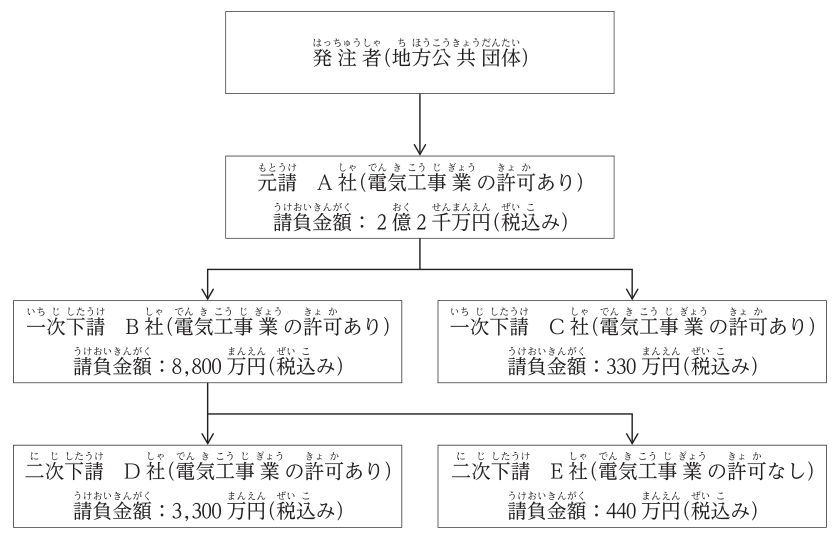 発注者(地方公共団体)
元請　A社(電気工事業の許可あり)
請負金額：2億2千万円(税込み)
一次下請　B社(電気工事業の許可あり)
請負金額：8,800万円(税込み)
一次下請　C社(電気工事業の許可あり)
請負金額：330万円(税込み)
二次下請　D社(電気工事業の許可あり)
請負金額：3,300万円(税込み)
二次下請　E社(電気工事業の許可なし)
請負金額：440万円(税込み)